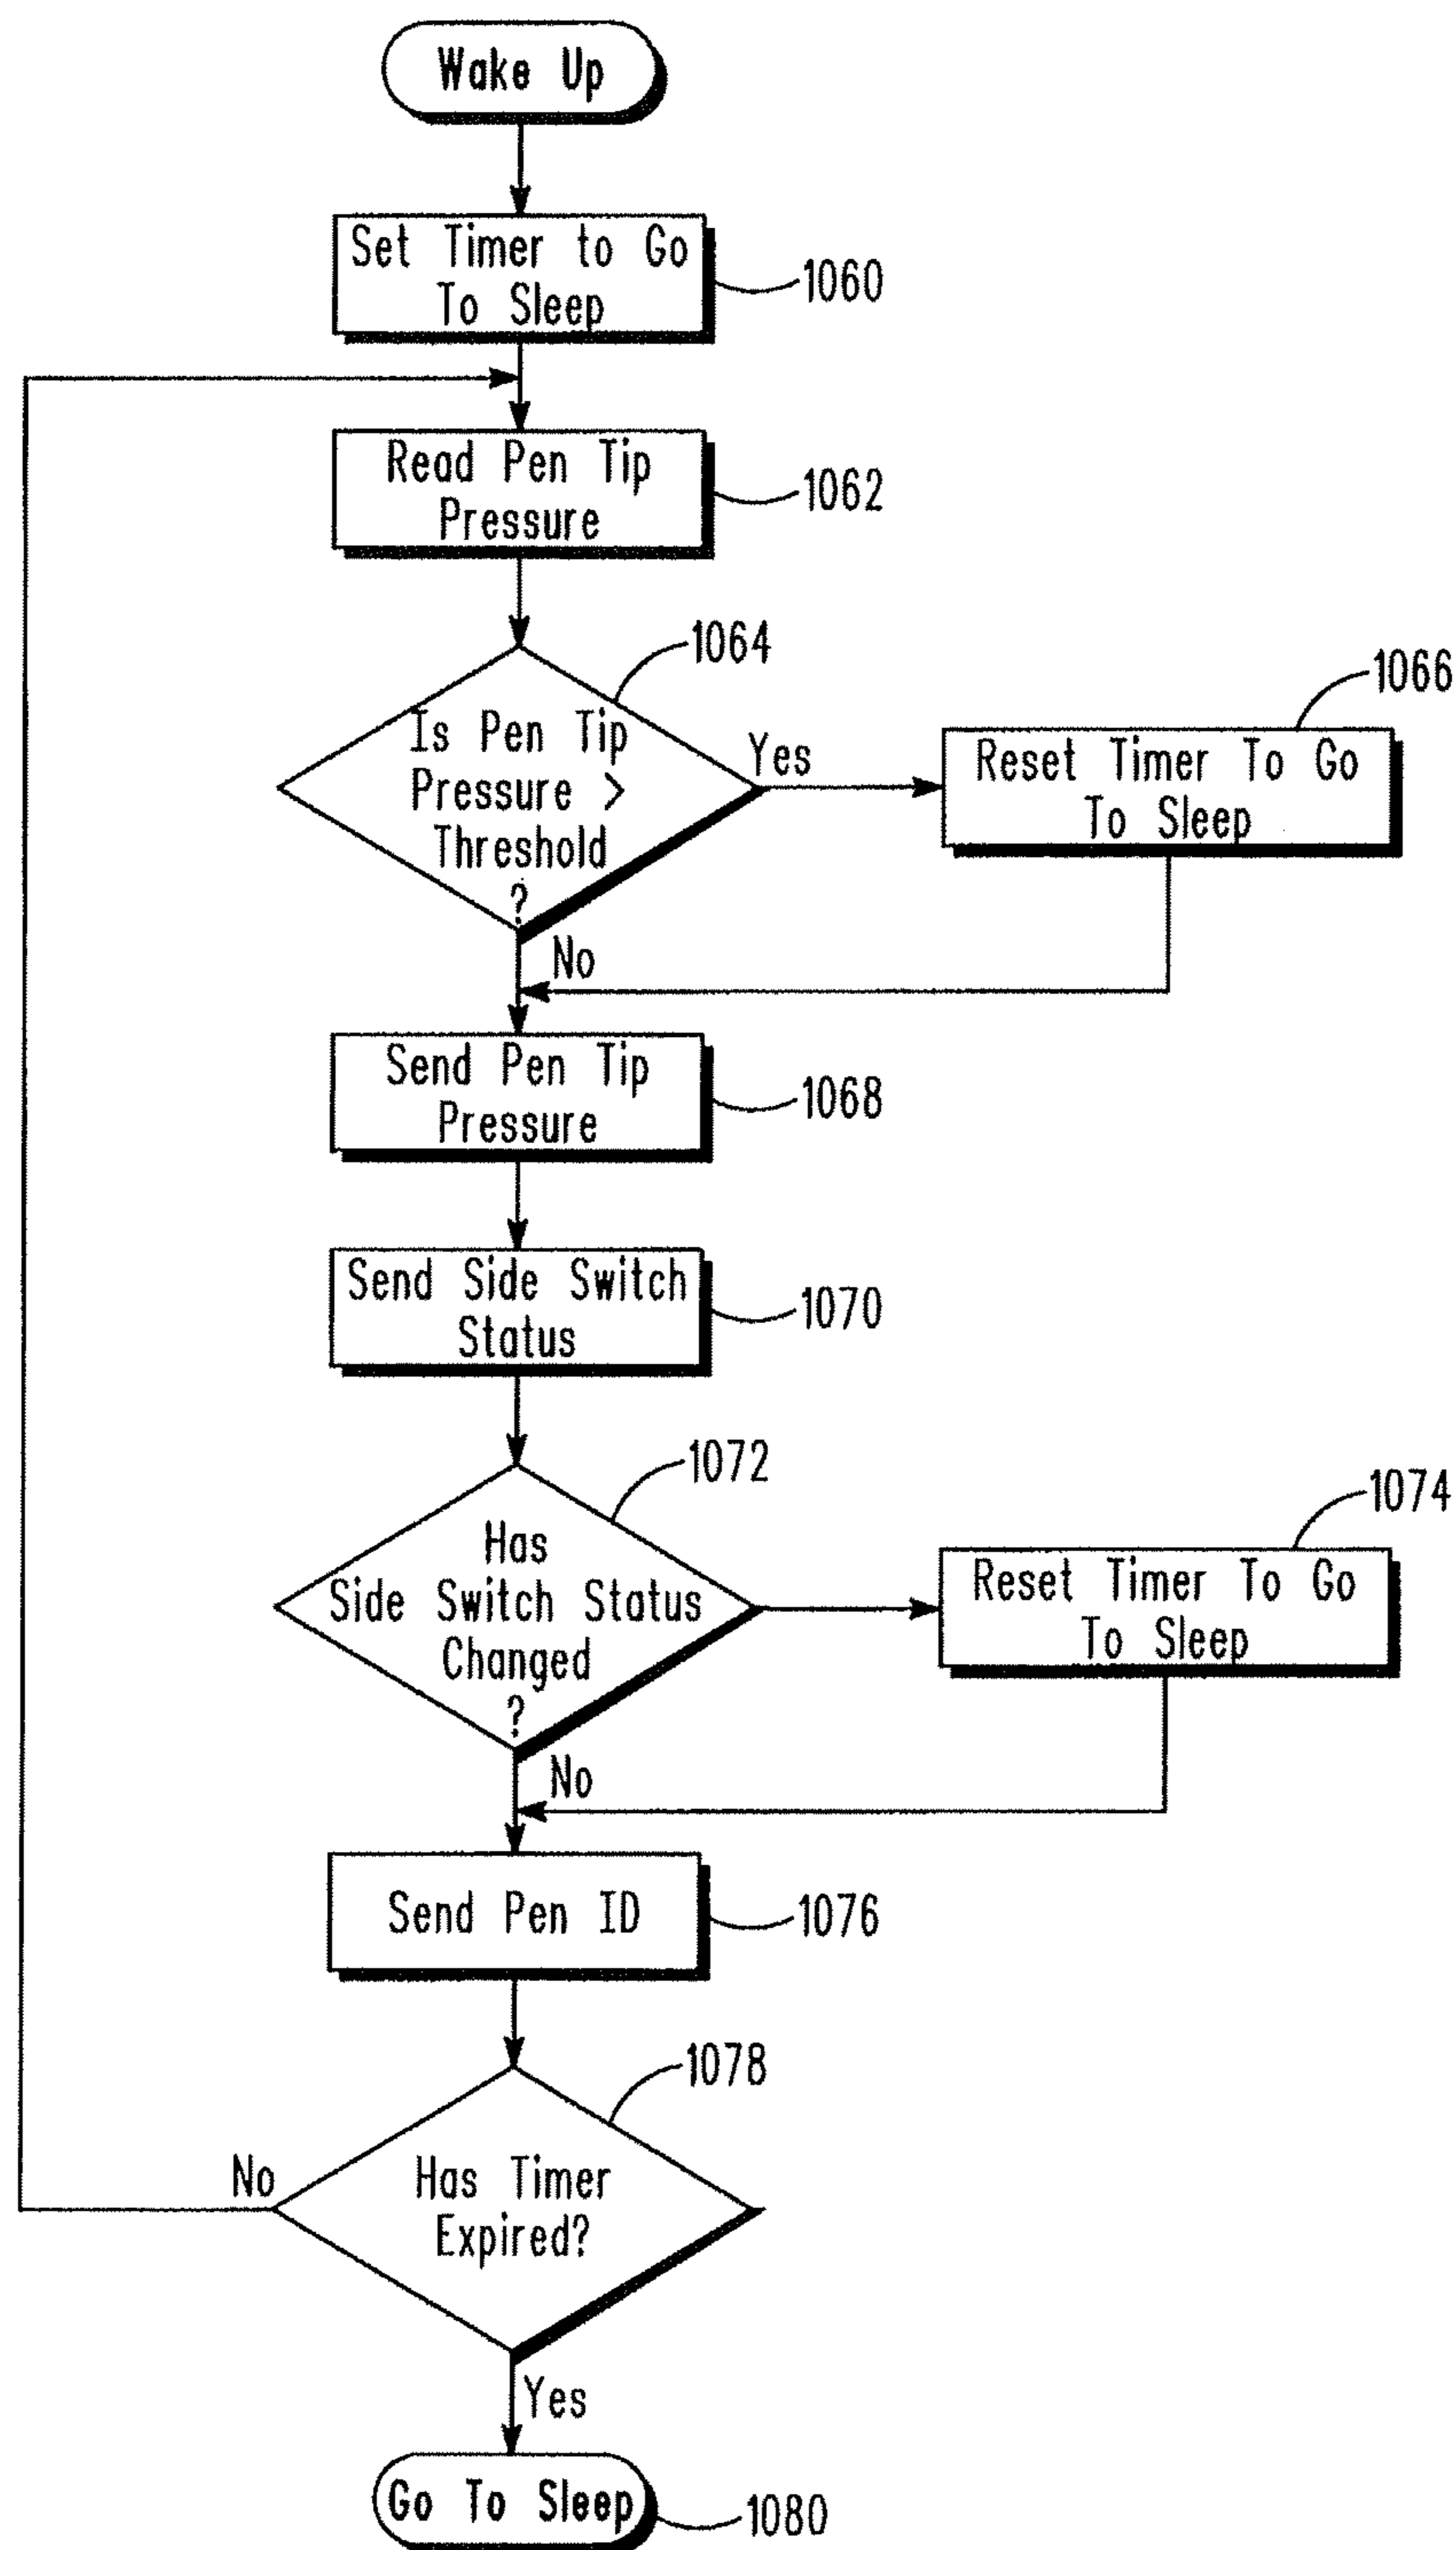 Wake Up
Set Timer to Go
To Sleep
1060
Read Pen Tip
Pressure
1062
1064
Is Pen Tip
Pressure >
Threshold
?
Yes
1066
Reset Timer To Go
To Sleep
No
Send Pen Tip
Pressure
1068
Send Side Switch
Status
1070
1072
Has
Side Switch Status
Changed
?
1074
Reset Timer To Go
To Sleep
No
Send Pen ID
1076
1078
Has Timer
Expired?
No
Yes
Go To Sleep
1080